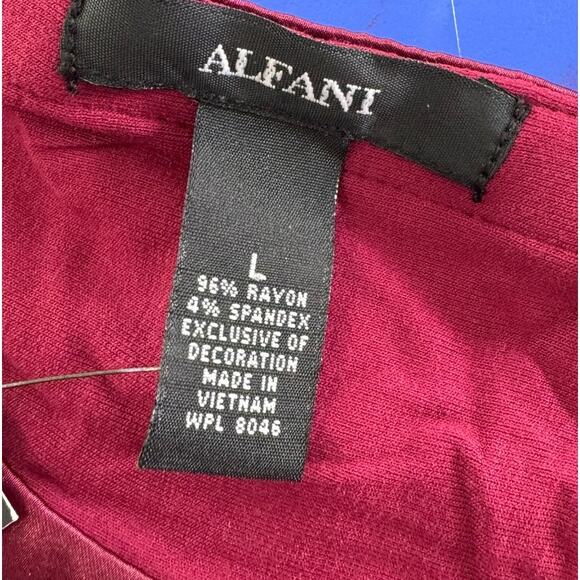 ALFANI
L
96% RAYON
4% SPANDEX
EXCLUSIVE OF
DECORATION
MADE IN
VIETNAM
WPL 8046